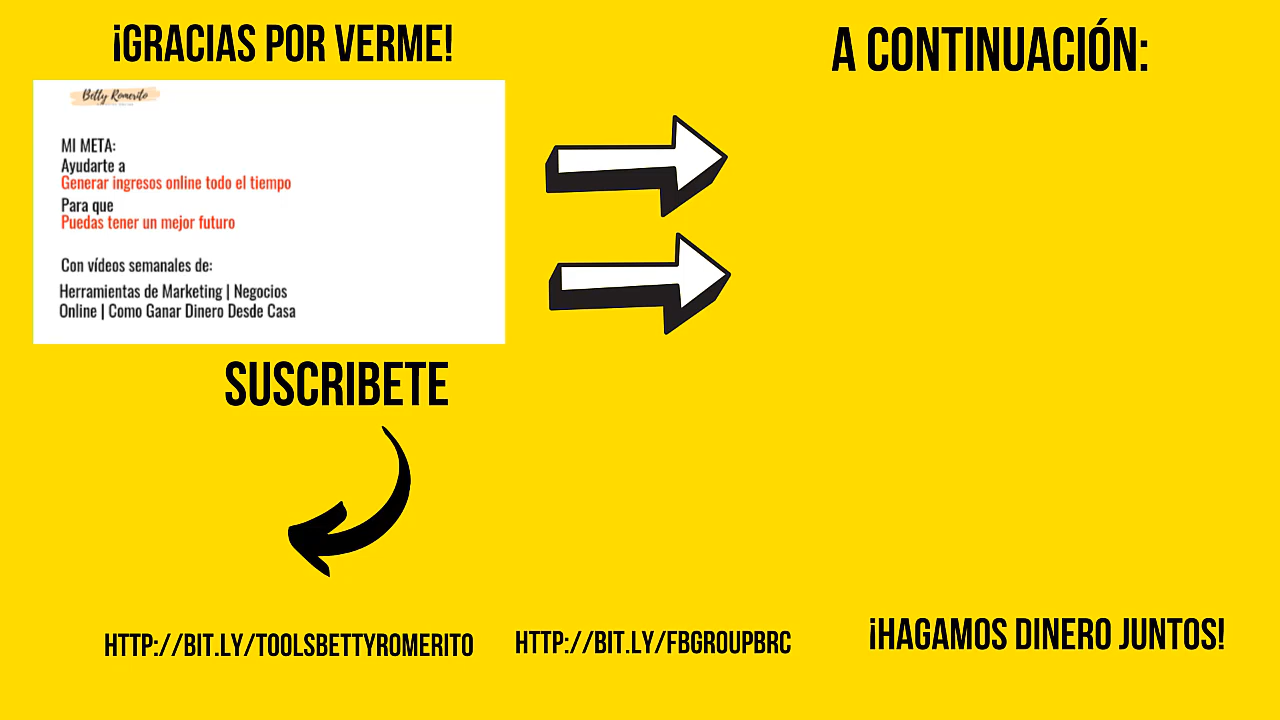 ¡GRACIAS POR VERME!
A CONTINUACIÓN:
Betty Romerito
MI META:
Ayudarte a
Generar ingresos online todo el tiempo
Para que
Puedas tener un mejor futuro
Con vídeos semanales de:
Herramientas de Marketing | Negocios
Online | Como Ganar Dinero Desde Casa
SUSCRIBETE
HTTP://BIT.LY/TOOLSBETTYROMERITO
HTTP://BIT.LY/FBGROUPBRC
¡HAGAMOS DINERO JUNTOS!